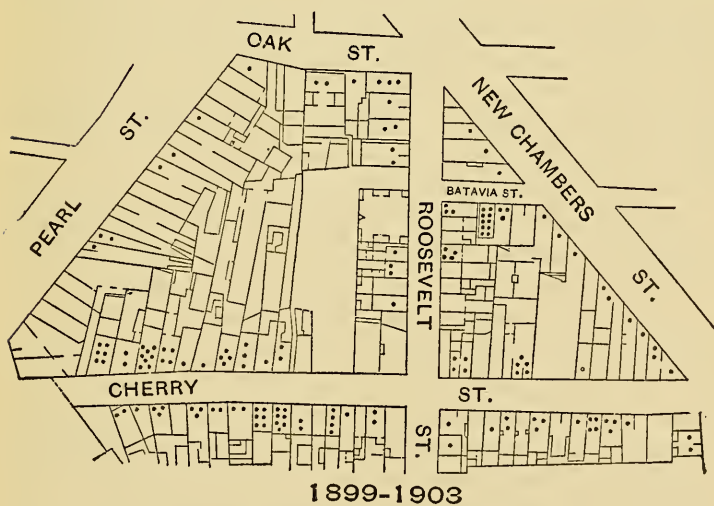 OAK ST.
PEARL ST.
NEW CHAMBERS ST.
BATAVIA ST.
ROOSEVELT ST.
CHERRY ST.
1899-1903